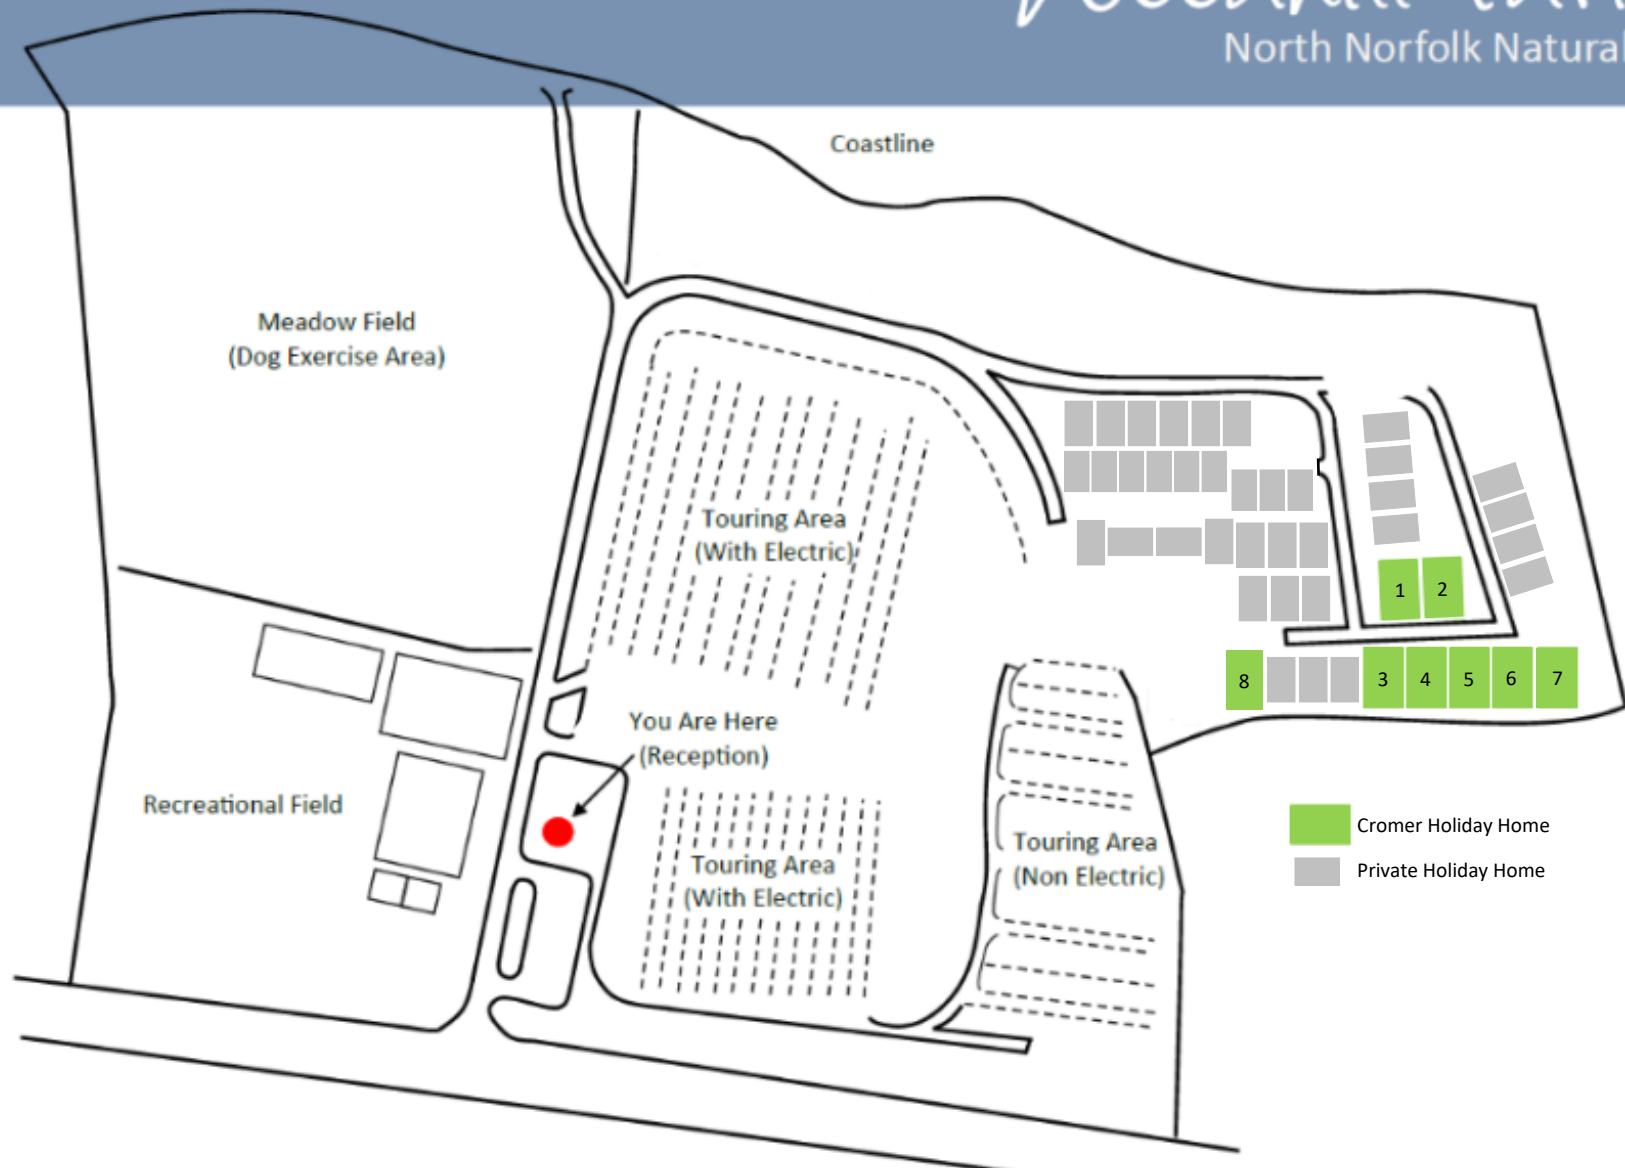 North Norfolk Natural
Coastline
Meadow Field
(Dog Exercise Area)
Touring Area
(With Electric)
1
2
8
3
4
5
6
7
You Are Here
(Reception)
Recreational Field
Touring Area
(With Electric)
Touring Area
(Non Electric)
Cromer Holiday Home
Private Holiday Home